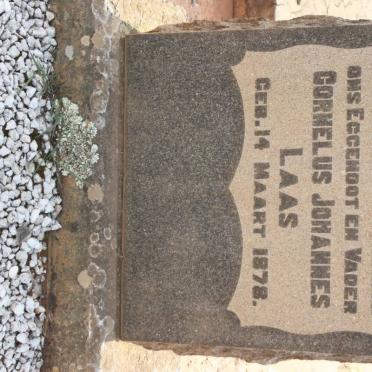 ONS EGGENOOT EN VADER
CORNELUS JOHANNES
LAAS
GEB. 14 MAART 1878.